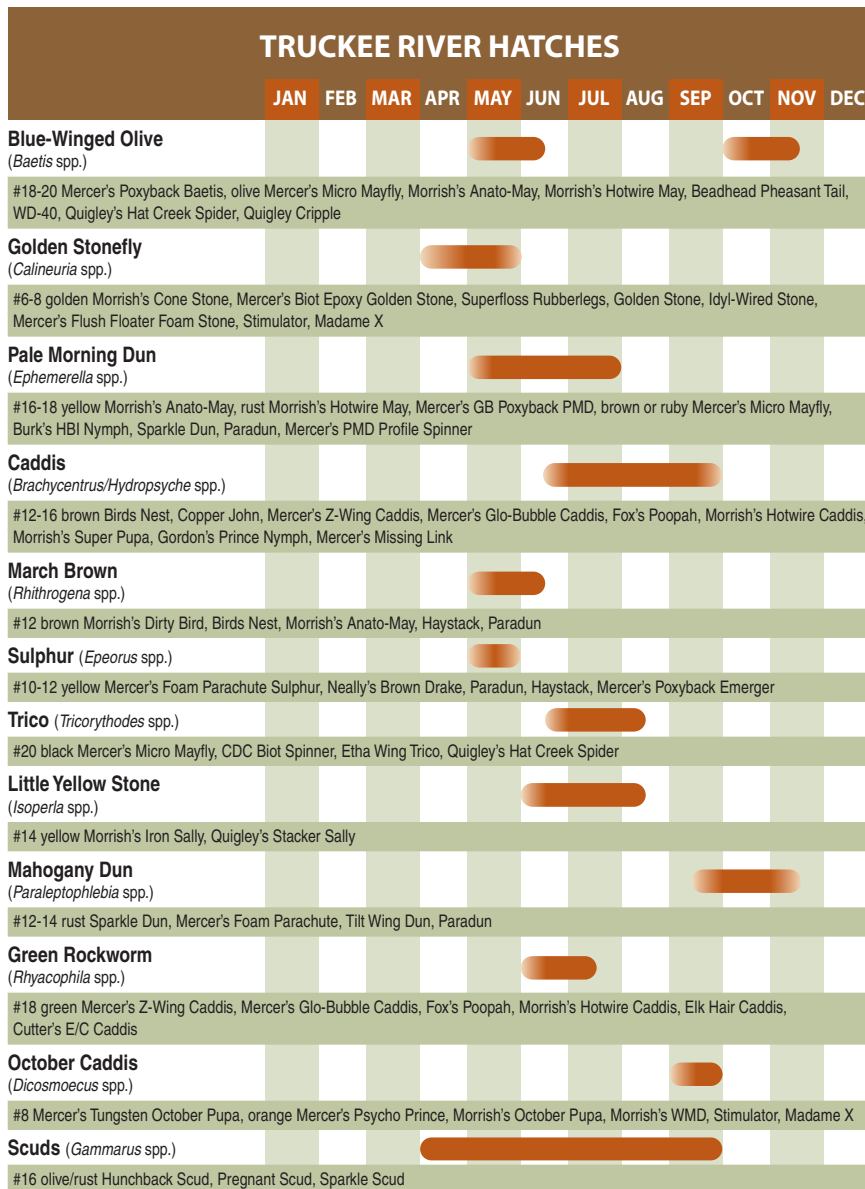 TRUCKEE RIVER HATCHES
JAN FEB MAR APR MAY JUN JUL AUG SEP OCT NOV DEC
Blue-Winged Olive
(Baetis spp.)
#18-20 Mercer's Poxyback Baetis, olive Mercer's Micro Mayfly, Morrish's Anato-May, Morrish's Hotwire May, Beadhead Pheasant Tail,
WD-40, Quigley's Hat Creek Spider, Quigley Cripple
Golden Stonefly
(Calineuria spp.)
#6-8 golden Morrish's Cone Stone, Mercer's Biot Epoxy Golden Stone, Superfloss Rubberlegs, Golden Stone, Idyl-Wired Stone,
Mercer's Flush Floater Foam Stone, Stimulator, Madame X
Pale Morning Dun
(Ephemerella spp.)
#16-18 yellow Morrish's Anato-May, rust Morrish's Hotwire May, Mercer's GB Poxyback PMD, brown or ruby Mercer's Micro Mayfly,
Burk's HBI Nymph, Sparkle Dun, Paradun, Mercer's PMD Profile Spinner
Caddis
(Brachycentrus/Hydropsyche spp.)
#12-16 brown Birds Nest, Copper John, Mercer's Z-Wing Caddis, Mercer's Glo-Bubble Caddis, Fox's Poopah, Morrish's Hotwire Caddis,
Morrish's Super Pupa, Gordon's Prince Nymph, Mercer's Missing Link
March Brown
(Rhithrogena spp.)
#12 brown Morrish's Dirty Bird, Birds Nest, Morrish's Anato-May, Haystack, Paradun
Sulphur (Epeorus spp.)
#10-12 yellow Mercer's Foam Parachute Sulphur, Neally's Brown Drake, Paradun, Haystack, Mercer's Poxyback Emerger
Trico (Tricorythodes spp.)
#20 black Mercer's Micro Mayfly, CDC Biot Spinner, Etha Wing Trico, Quigley's Hat Creek Spider
Little Yellow Stone
(Isoperla spp.)
#14 yellow Morrish's Iron Sally, Quigley's Stacker Sally
Mahogany Dun
(Paraleptophlebia spp.)
#12-14 rust Sparkle Dun, Mercer's Foam Parachute, Tilt Wing Dun, Paradun
Green Rockworm
(Rhyacophila spp.)
#18 green Mercer's Z-Wing Caddis, Mercer's Glo-Bubble Caddis, Fox's Poopah, Morrish's Hotwire Caddis, Elk Hair Caddis,
Cutter's E/C Caddis
October Caddis
(Dicosmoecus spp.)
#8 Mercer's Tungsten October Pupa, orange Mercer's Psycho Prince, Morrish's October Pupa, Morrish's WMD, Stimulator, Madame X
Scuds (Gammarus spp.)
#16 olive/rust Hunchback Scud, Pregnant Scud, Sparkle Scud